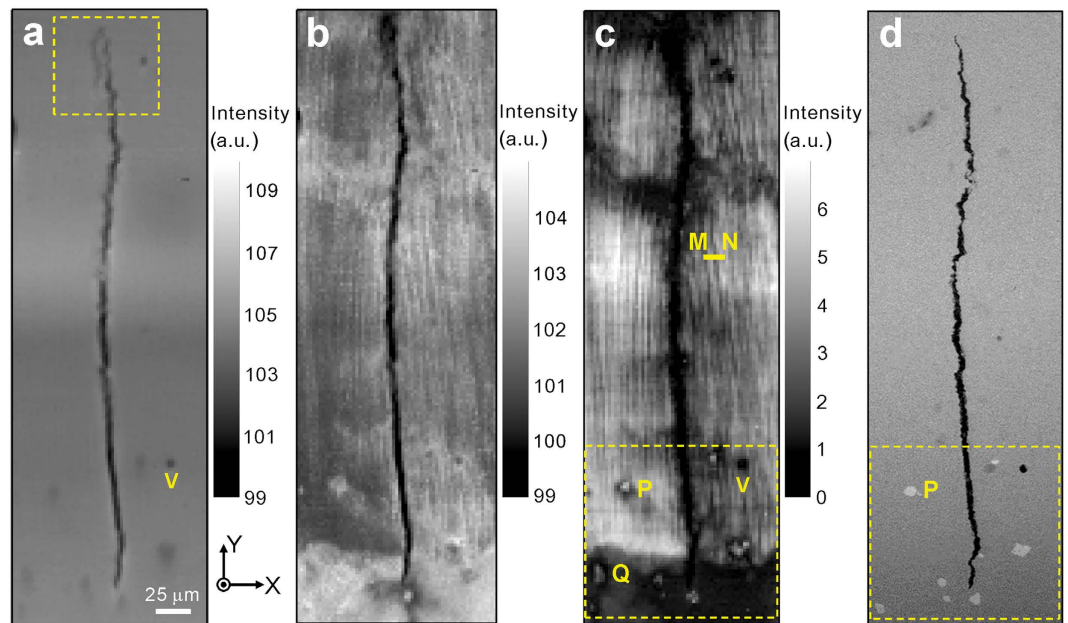 a
b
c
d
Intensity
(a.u.)
109
107
105
103
101
99
Intensity
(a.u.)
104
103
102
101
100
99
Intensity
(a.u.)
6
5
4
3
2
1
0
M N
V
P
V
P
Q
Y
X
25 μm